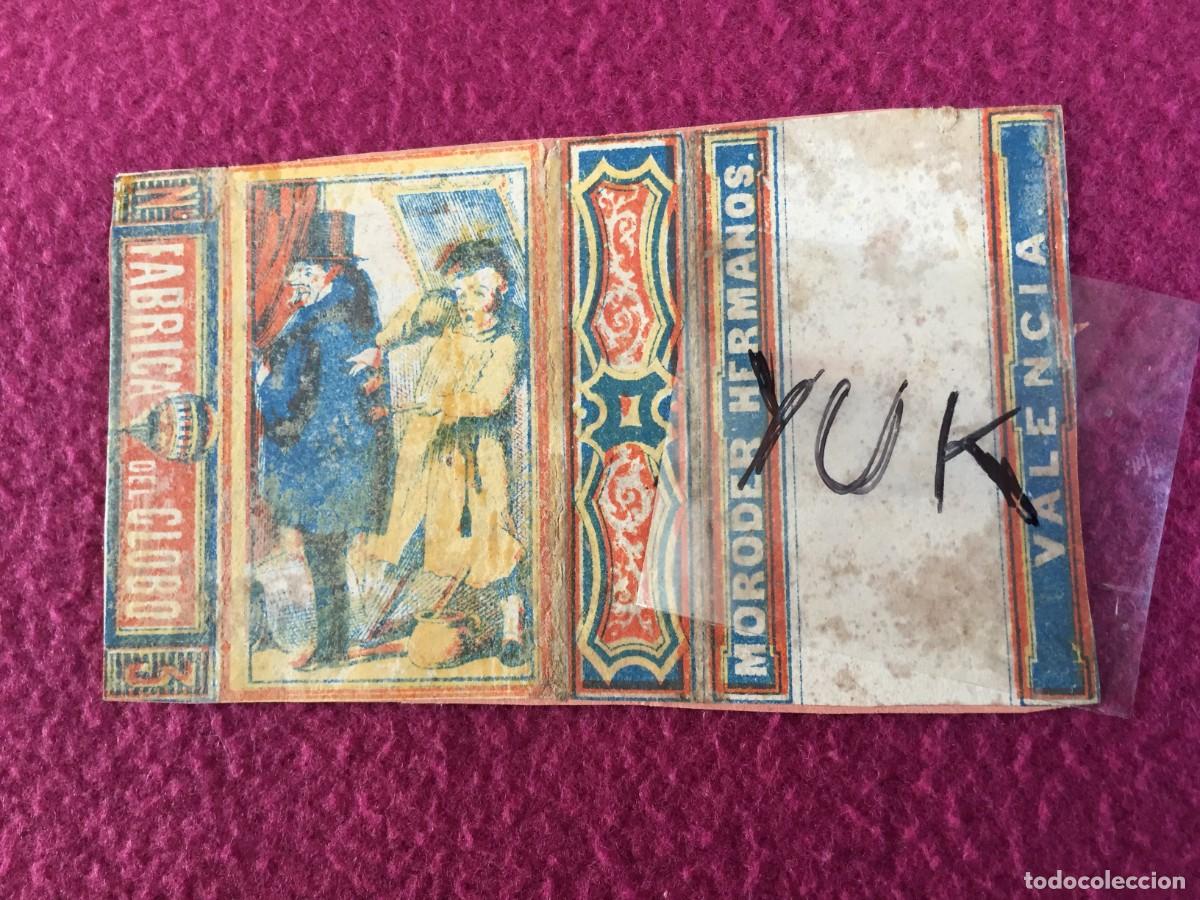 Nº
FABRICA
DEL GLOBO
3
MORODER HERMANOS.
YUK
VALENCIA.
todocoleccion